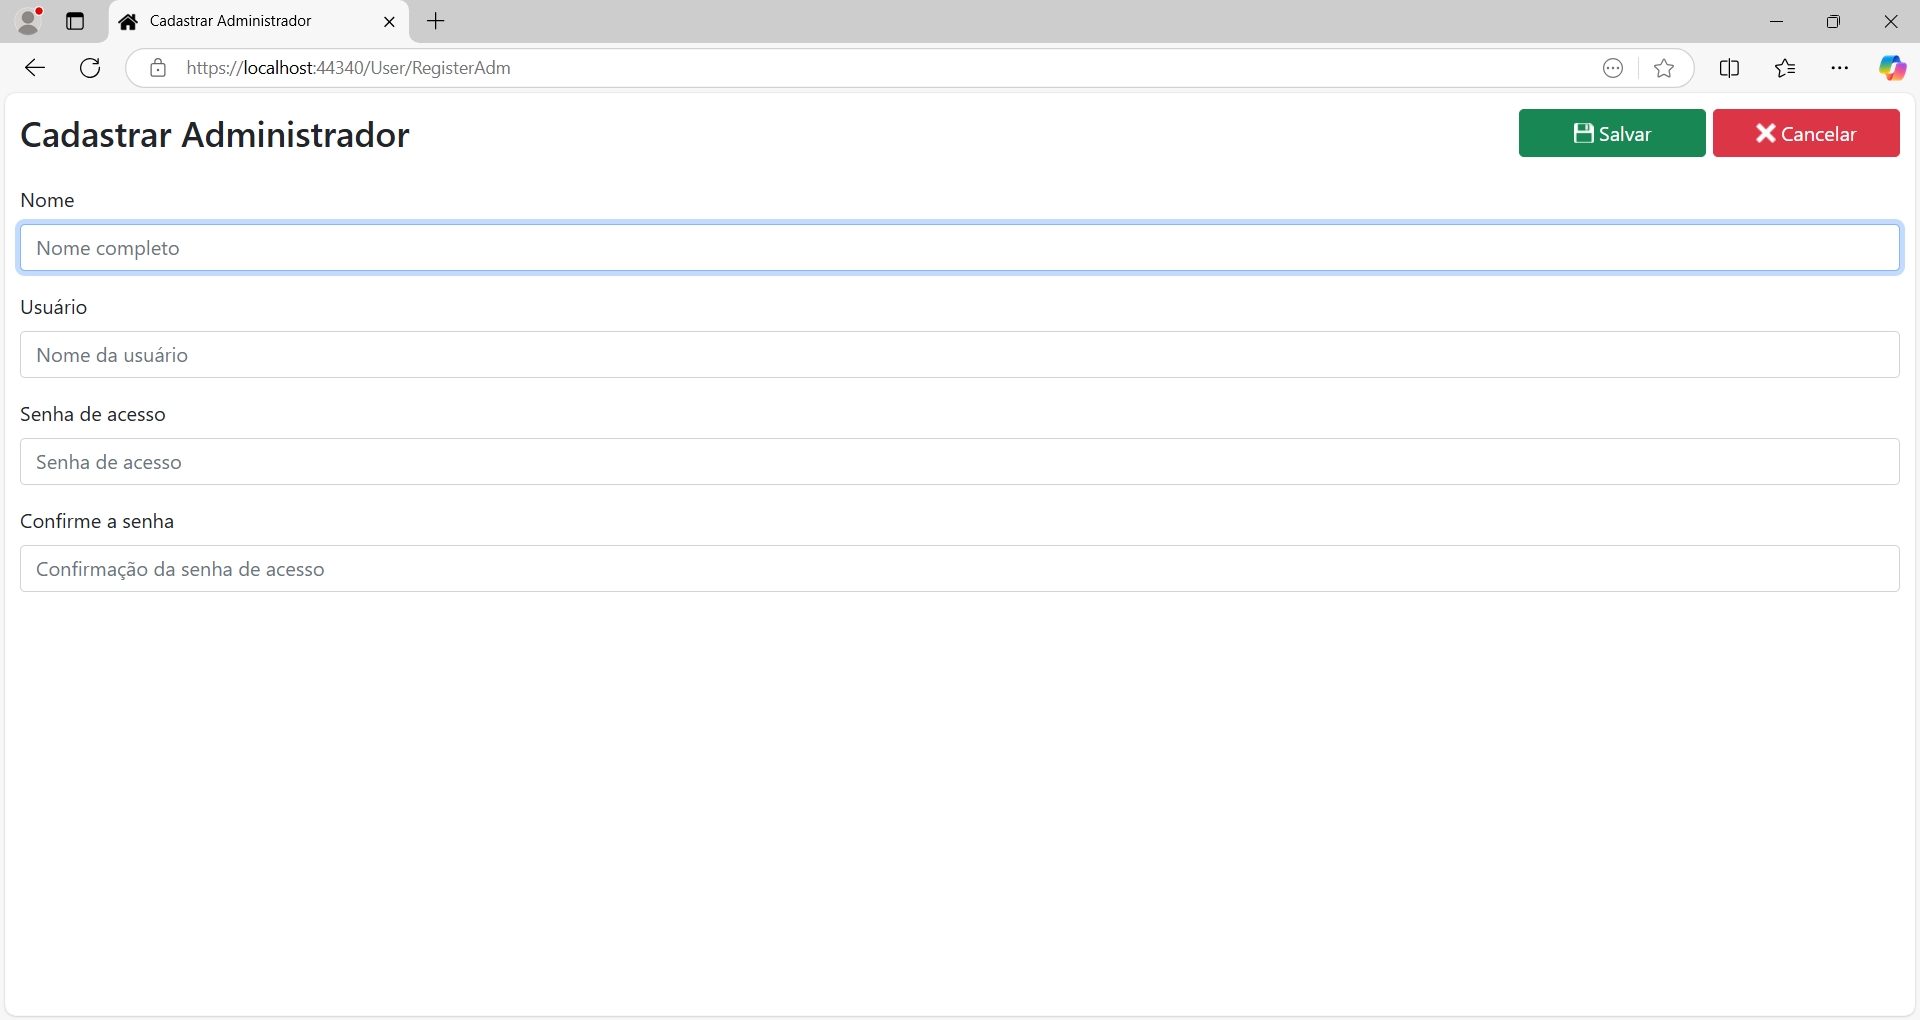 Cadastrar Administrador
https://localhost:44340/User/RegisterAdm
Cadastrar Administrador
Salvar
Cancelar
Nome
Nome completo
Usuário
Nome da usuário
Senha de acesso
Senha de acesso
Confirme a senha
Confirmação da senha de acesso